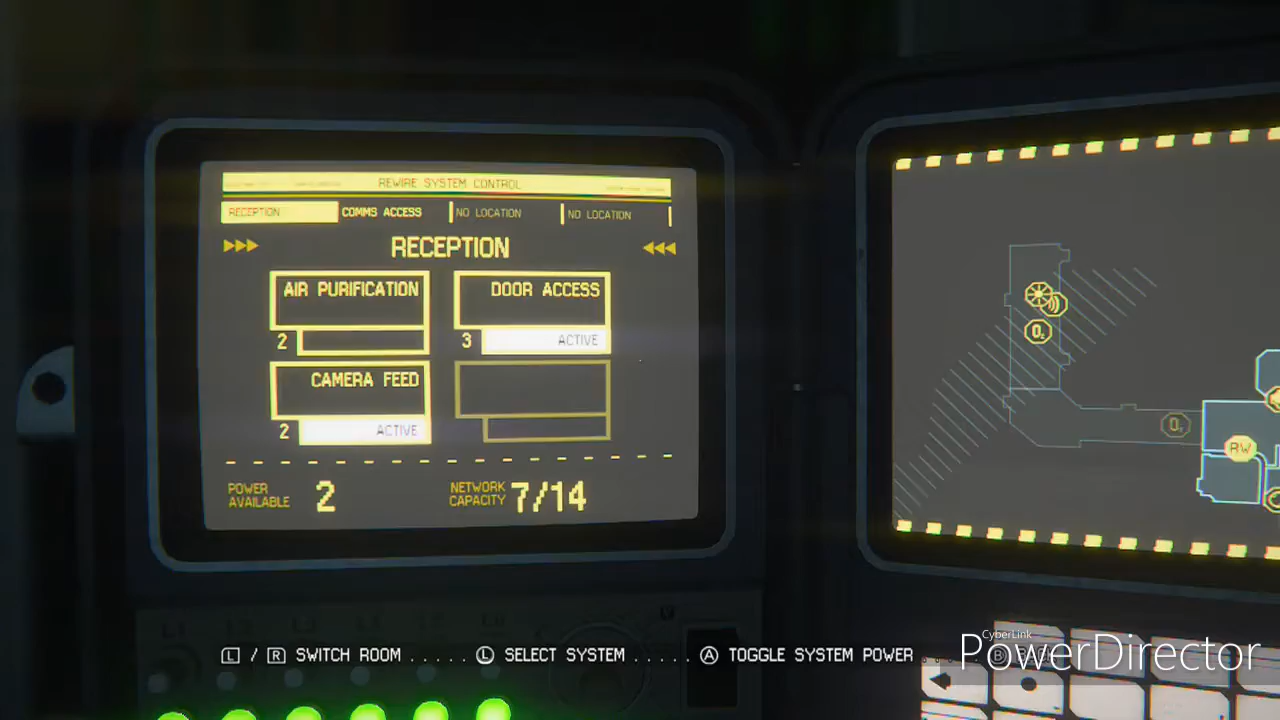 REWIRE SYSTEM CONTROL
RECEPTION
COMMS ACCESS
NO LOCATION
NO LOCATION
RECEPTION
AIR PURIFICATION
2
DOOR ACCESS
3 ACTIVE
CAMERA FEED
2 ACTIVE
POWER AVAILABLE 2
NETWORK CAPACITY 7/14
O₂
O₂
RW
L / R SWITCH ROOM ..... L SELECT SYSTEM ..... A TOGGLE SYSTEM POWER
CyberLink
PowerDirector